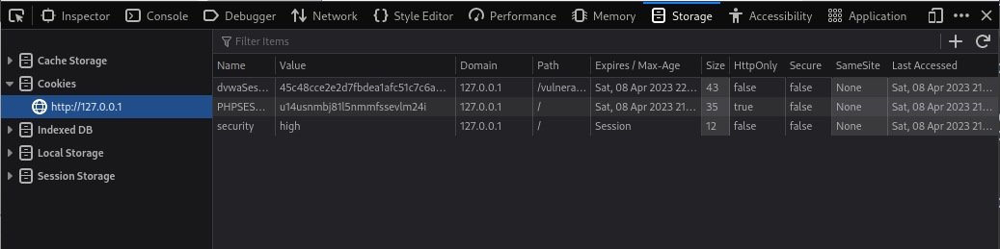 Inspector Console Debugger Network Style Editor Performance Memory Storage Accessibility Application
Filter Items
Cache Storage
Cookies
http://127.0.0.1
Indexed DB
Local Storage
Session Storage
Name Value Domain Path Expires / Max-Age Size HttpOnly Secure SameSite Last Accessed
dvwaSes... 45c48cce2e2d7fbdea1afc51c7c6a... 127.0.0.1 /vulnera... Sat, 08 Apr 2023 22... 43 false false None Sat, 08 Apr 2023 21...
PHPSES... u14usnmbj81l5nmmfssevlm24i 127.0.0.1 / Sat, 08 Apr 2023 21... 35 true false None Sat, 08 Apr 2023 21...
security high 127.0.0.1 / Session 12 false false None Sat, 08 Apr 2023 21...